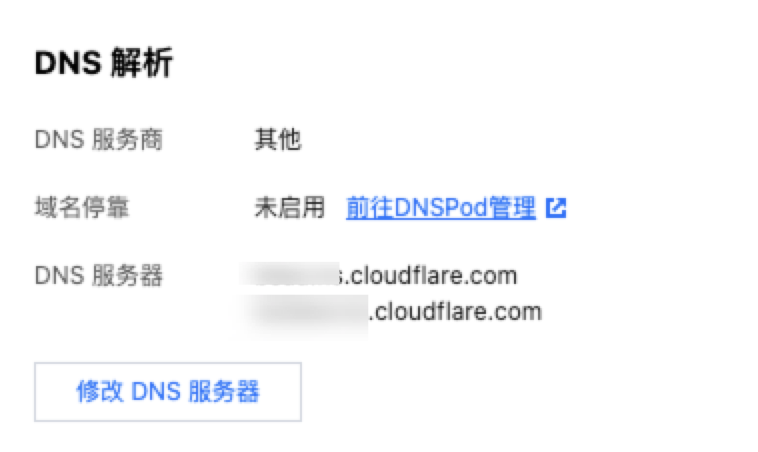 DNS 解析
DNS 服务商 其他
域名停靠 未启用 前往DNSPod管理
DNS 服务器 s.cloudflare.com
.cloudflare.com
修改 DNS 服务器